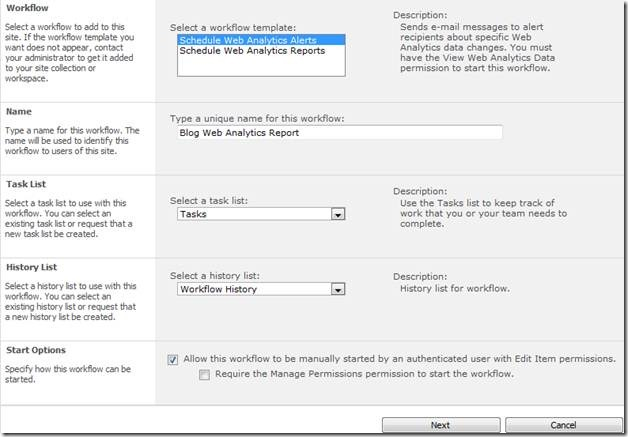 Workflow
Select a workflow to add to this
site. If the workflow template you
want does not appear, contact
your administrator to get it added
to your site collection or
workspace.
Select a workflow template:
Schedule Web Analytics Alerts
Schedule Web Analytics Reports
Description:
Sends e-mail messages to alert
recipients about specific Web
Analytics data changes. You must
have the View Web Analytics Data
permission to start this workflow.
Name
Type a name for this workflow. The
name will be used to identify this
workflow to users of this site.
Type a unique name for this workflow:
Blog Web Analytics Report
Task List
Select a task list to use with this
workflow. You can select an
existing task list or request that a
new task list be created.
Select a task list:
Tasks
Description:
Use the Tasks list to keep track of
work that you or your team needs to
complete.
History List
Select a history list to use with this
workflow. You can select an
existing history list or request that
a new history list be created.
Select a history list:
Workflow History
Description:
History list for workflow.
Start Options
Specify how this workflow can be
started.
Allow this workflow to be manually started by an authenticated user with Edit Item permissions.
Require the Manage Permissions permission to start the workflow.
Next
Cancel